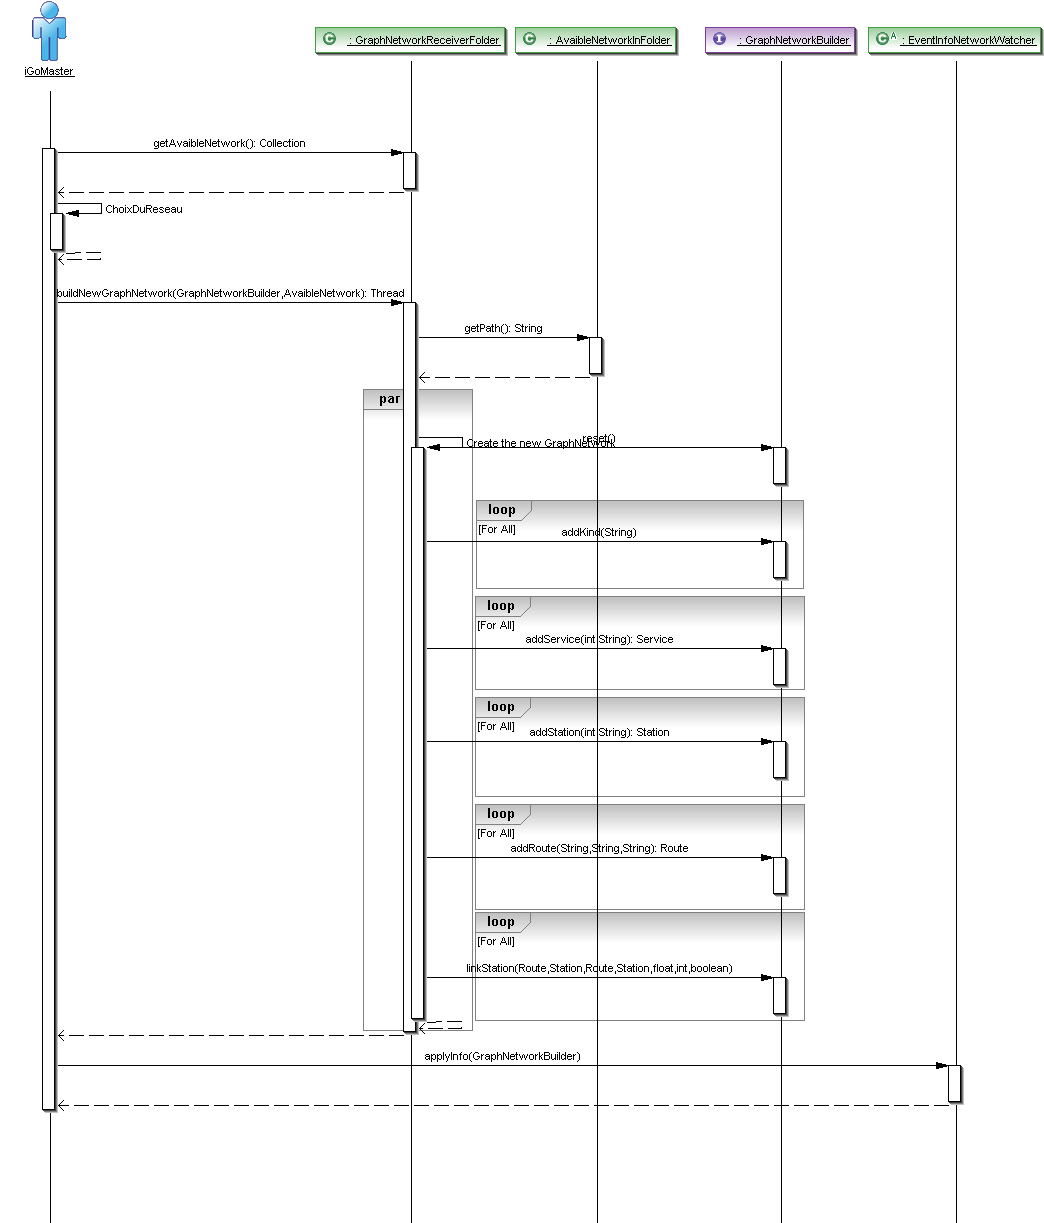 iGoMaster
C : GraphNetworkReceiverFolder
C : AvaibleNetworkInFolder
I : GraphNetworkBuilder
C A : EventInfoNetworkWatcher
getAvaibleNetwork(): Collection
ChoixDuReseau
buildNewGraphNetwork(GraphNetworkBuilder,AvaibleNetwork): Thread
getPath(): String
par
reset()
Create the new GraphNetwork
loop
[For All]
addKind(String)
loop
[For All]
addService(int String): Service
loop
[For All]
addStation(int String): Station
loop
[For All]
addRoute(String,String,String): Route
loop
[For All]
linkStation(Route,Station,Route,Station,float,int,boolean)
applyInfo(GraphNetworkBuilder)